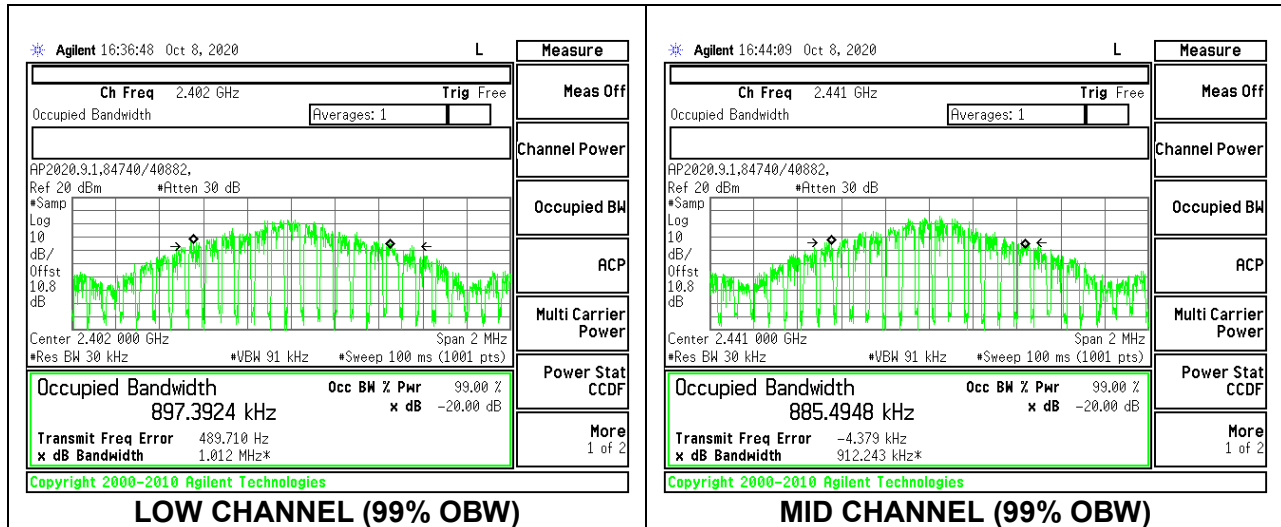 Agilent 16:36:48 Oct 8, 2020 L
Measure
Ch Freq 2.402 GHz Trig Free
Occupied Bandwidth Averages: 1
AP2020.9.1,84740/40882,
Ref 20 dBm #Atten 30 dB
#Samp
Log
10
dB/
Offst
10.8
dB
Center 2.402 000 GHz Span 2 MHz
#Res BW 30 kHz #VBW 91 kHz #Sweep 100 ms (1001 pts)
Occupied Bandwidth Occ BW % Pwr 99.00 %
897.3924 kHz x dB -20.00 dB
Transmit Freq Error 489.710 Hz
x dB Bandwidth 1.012 MHz*
Copyright 2000-2010 Agilent Technologies
Meas Off
Channel Power
Occupied BW
ACP
Multi Carrier
Power
Power Stat
CCDF
More
1 of 2
LOW CHANNEL (99% OBW)
Agilent 16:44:09 Oct 8, 2020 L
Measure
Ch Freq 2.441 GHz Trig Free
Occupied Bandwidth Averages: 1
AP2020.9.1,84740/40882,
Ref 20 dBm #Atten 30 dB
#Samp
Log
10
dB/
Offst
10.8
dB
Center 2.441 000 GHz Span 2 MHz
#Res BW 30 kHz #VBW 91 kHz #Sweep 100 ms (1001 pts)
Occupied Bandwidth Occ BW % Pwr 99.00 %
885.4948 kHz x dB -20.00 dB
Transmit Freq Error -4.379 kHz
x dB Bandwidth 912.243 kHz*
Copyright 2000-2010 Agilent Technologies
Meas Off
Channel Power
Occupied BW
ACP
Multi Carrier
Power
Power Stat
CCDF
More
1 of 2
MID CHANNEL (99% OBW)